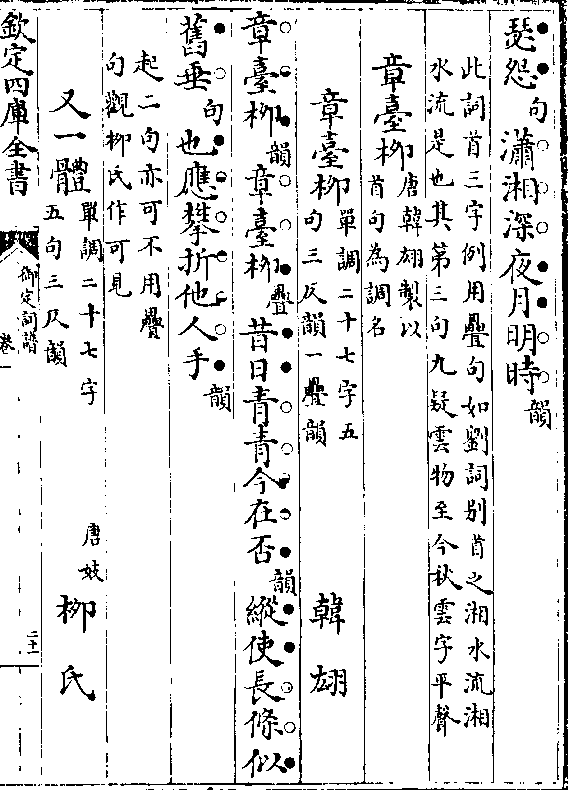 瑟怨句瀟湘深夜月明時韻
此詞首三字例用疊句如劉詞別首之湘水流湘
水流是也其第三句九疑雲物至今秋雲字平聲
章臺柳唐韓翃製以
首句為調名
章臺柳單調二十七字五
句三仄韻一疊韻
韓翃
章臺柳韻章臺柳疊昔日青青今在否韻縱使長條似
舊垂句也應攀折他人手韻
起二句亦可不用疊
句觀柳氏作可見
又一體單調二十七字
五句三仄韻
唐妓柳氏
欽定四庫全書
御定詞譜
卷一
二十一